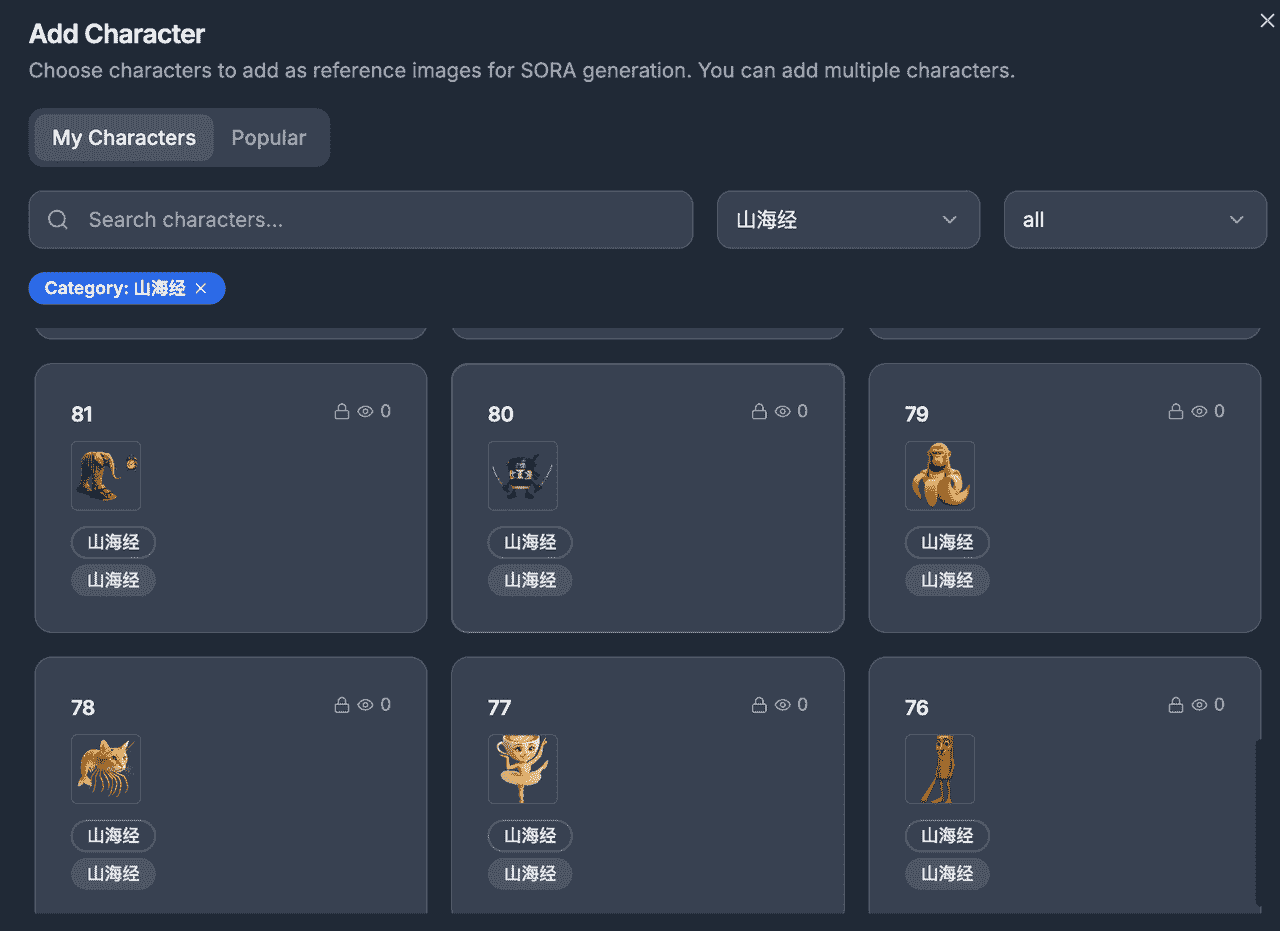 Add Character
Choose characters to add as reference images for SORA generation. You can add multiple characters.
My Characters Popular
Search characters... 山海经 all
Category: 山海经
81 0 80 0 79 0
山海经 山海经 山海经
山海经 山海经 山海经
78 0 77 0 76 0
山海经 山海经 山海经
山海经 山海经 山海经